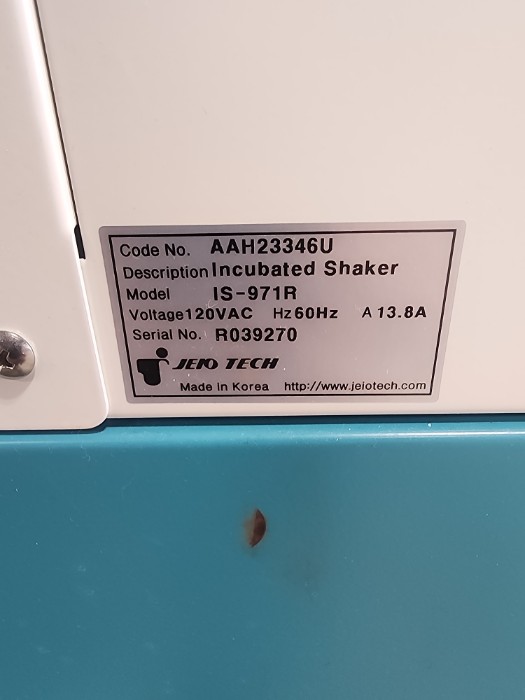 Code No. AAH23346U
Description Incubated Shaker
Model IS-971R
Voltage 120VAC Hz 60Hz A 13.8A
Serial No. R039270
JEIO TECH
Made in Korea http://www.jeiotech.com